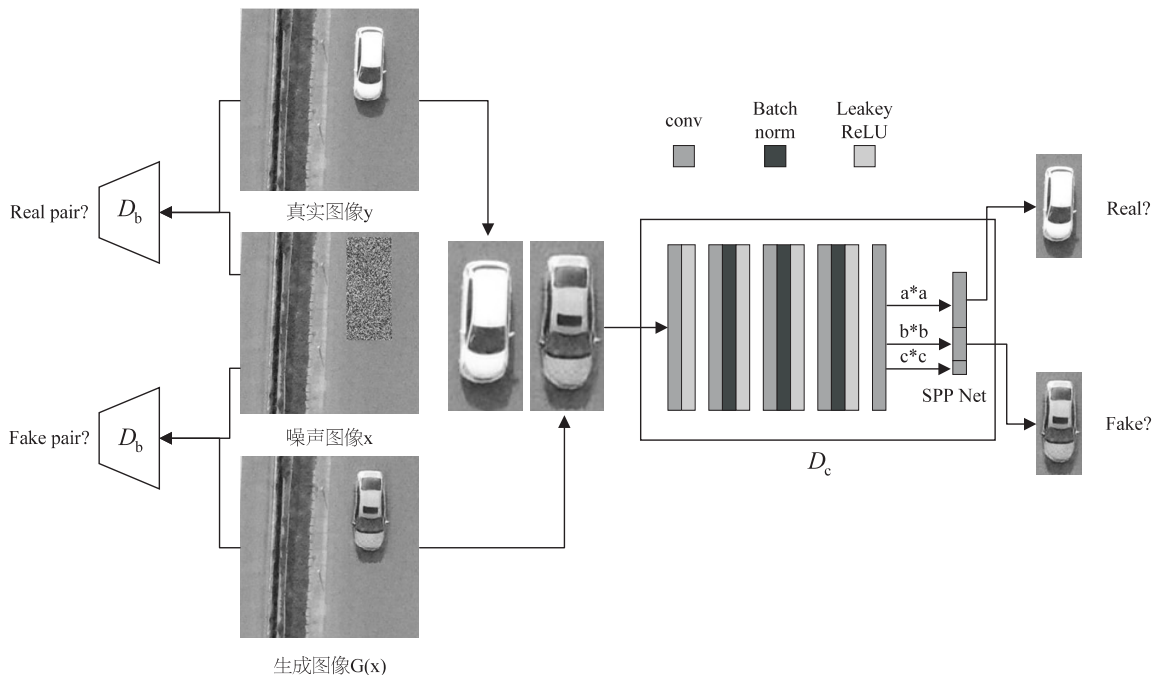 conv
Batch
norm
Leakey
ReLU
Real pair?
Db
真实图像y
Real?
a*a
b*b
c*c
SPP Net
Fake pair?
Db
噪声图像x
Dc
Fake?
生成图像G(x)